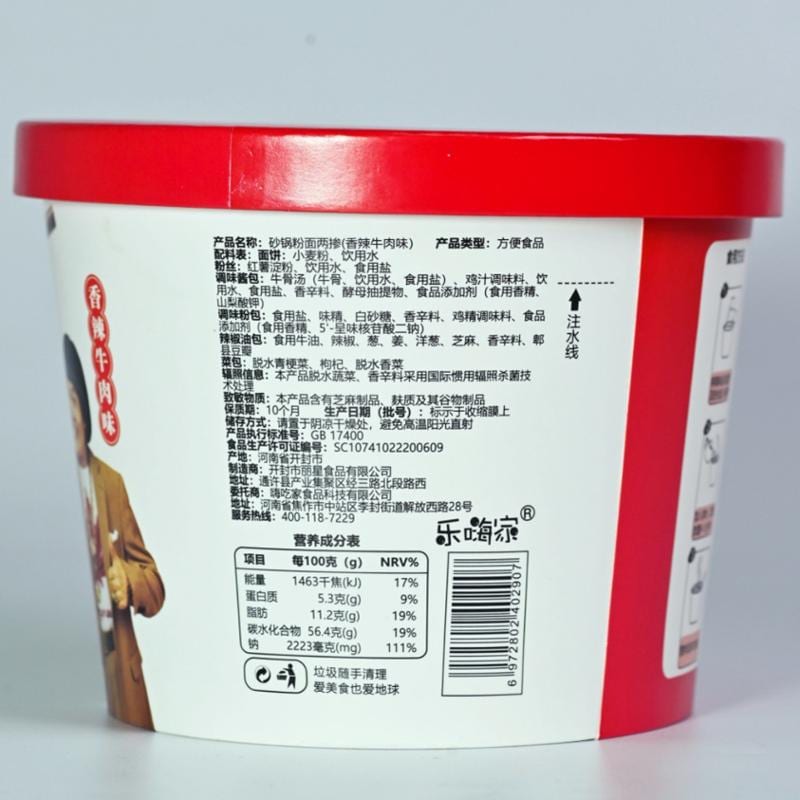 产品名称：砂锅粉面两掺(香辣牛肉味) 产品类型：方便食品
配料表：面饼：小麦粉、饮用水
粉丝：红薯淀粉、饮用水、食用盐
调味酱包：牛骨汤（牛骨、饮用水、食用盐）、鸡汁调味料、饮
用水、食用盐、香辛料、酵母抽提物、食品添加剂（食用香精、
山梨酸钾）
调味粉包：食用盐、味精、白砂糖、香辛料、鸡精调味料、食品
添加剂（食用香精、5'-呈味核苷酸二钠）
辣椒油包：食用牛油、辣椒、葱、姜、洋葱、芝麻、香辛料、郫
县豆瓣
菜包：脱水青梗菜、枸杞、脱水香菜
辐照信息：本产品脱水蔬菜、香辛料采用国际惯用辐照杀菌技
术处理
致敏物质：本产品含有芝麻制品、麸质及其谷物制品
保质期：10个月 生产日期（批号）：标示于收缩膜上
储存方式：请置于阴凉干燥处，避免高温阳光直射
产品执行标准号：GB 17400
食品生产许可证编号：SC10741022200609
产地：河南省开封市
制造商：开封市丽星食品有限公司
地址：通许县产业集聚区经三路北段路西
委托商：嗨吃家食品科技有限公司
地址：河南省焦作市中站区李封街道解放西路28号
服务热线：400-118-7229
注水线
香辣牛肉味
乐嗨家®
营养成分表
项目 每100克（g） NRV%
能量 1463千焦(kJ) 17%
蛋白质 5.3克(g) 9%
脂肪 11.2克(g) 19%
碳水化合物 56.4克(g) 19%
钠 2223毫克(mg) 111%
垃圾随手清理
爱美食也爱地球
6 972802 402907